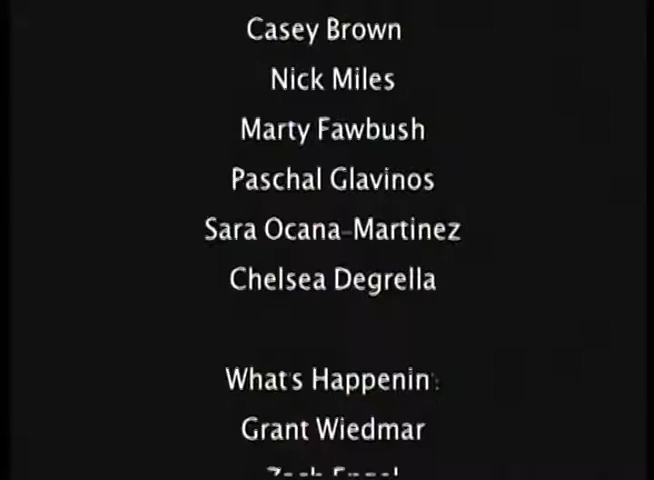 Casey Brown
Nick Miles
Marty Fawbush
Paschal Glavinos
Sara Ocana-Martinez
Chelsea Degrella
What's Happenin':
Grant Wiedmar